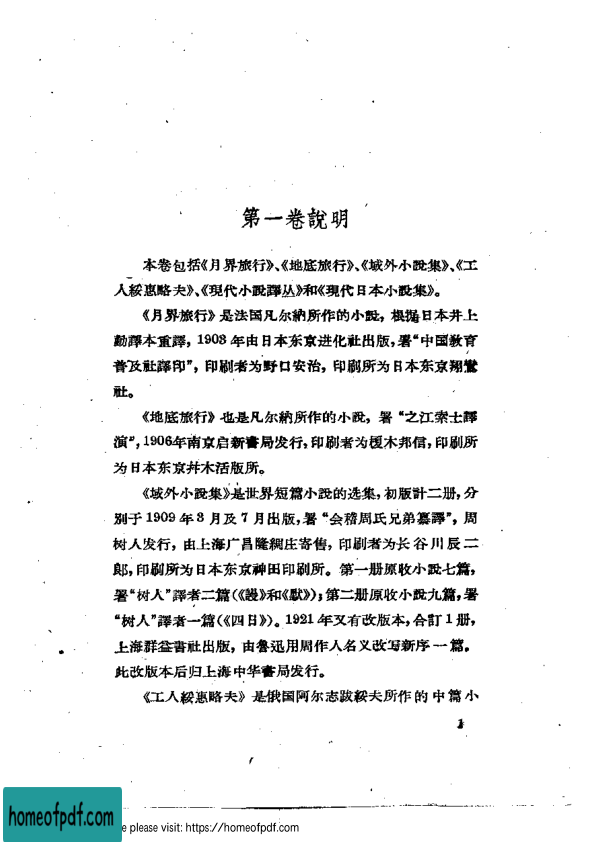 第一卷說明
本卷包括《月界旅行》、《地底旅行》、《域外小說集》、《工
人綏惠略夫》、《現代小說譯丛》和《現代日本小說集》。
《月界旅行》是法国凡尔納所作的小說，根据日本井上
勤譯本重譯，1903年由日本东京进化社出版，署“中国敎育
普及社譯印”，印刷者为野口安治，印刷所为日本东京翔鸞
社。
《地底旅行》也是凡尔納所作的小說，署“之江索士譯
演”，1906年南京启新書局发行，印刷者为榎木邦信，印刷所
为日本东京幷木活版所。
《域外小說集》是世界短篇小說的选集，初版計二册，分
别于1909年3月及7月出版，署“会稽周氏兄弟纂譯”，周
树人发行，由上海广昌隆綢庄寄售，印刷者为长谷川辰二
郎，印刷所为日本东京神田印刷所。第一册原收小說七篇，
署“树人”譯者二篇（《謾》和《默》）；第二册原收小說九篇，署
“树人”譯者一篇（《四日》）。1921年又有改版本，合訂1册，
上海群益書社出版，由魯迅用周作人名义改写新序一篇。
此改版本后归上海中华書局发行。
《工人綏惠略夫》是俄国阿尔志跋綏夫所作的中篇小
1
homeofpdf.com
e please visit: https://homeofpdf.com